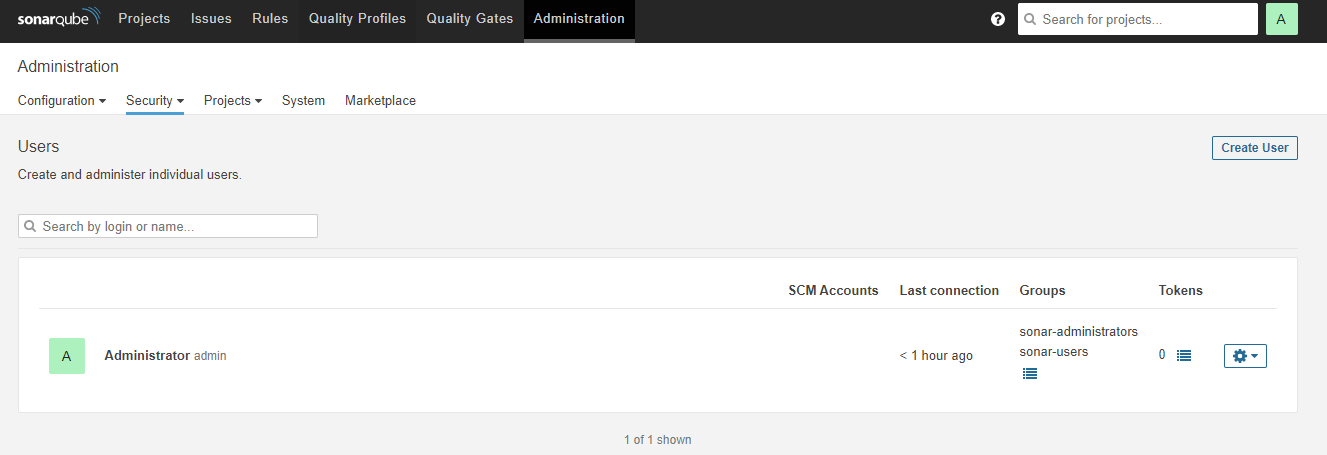 sonarqube Projects Issues Rules Quality Profiles Quality Gates Administration ? Search for projects... A
Administration
Configuration Security Projects System Marketplace
Users
Create User
Create and administer individual users.
Search by login or name...
SCM Accounts Last connection Groups Tokens
A Administrator admin < 1 hour ago sonar-administrators 0
sonar-users
1 of 1 shown